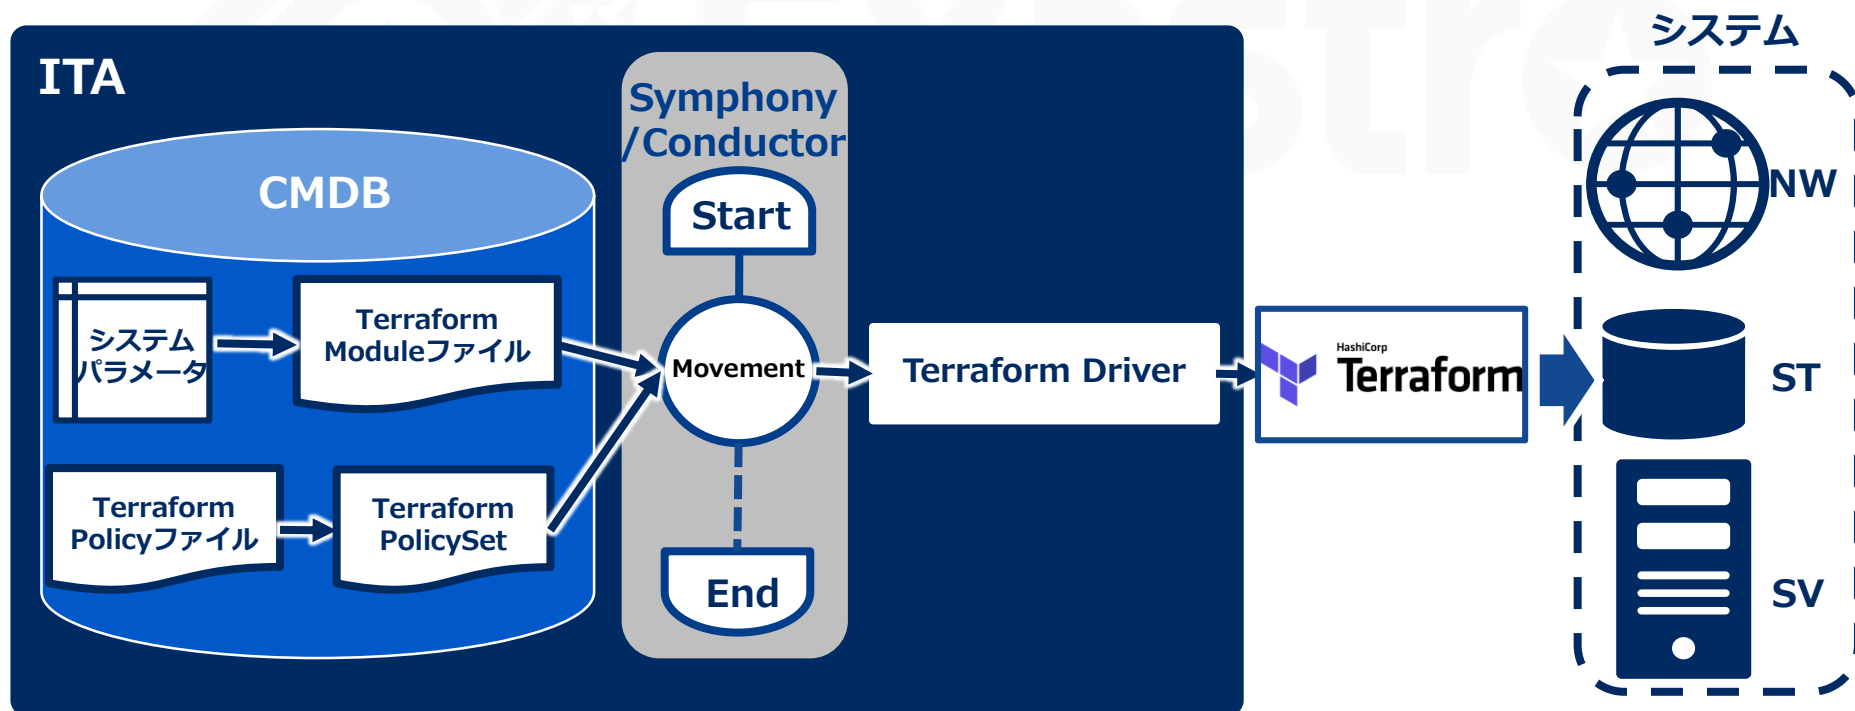 システム
ITA
Symphony
/Conductor
CMDB
Start
NW
システム
パラメータ
Terraform
Moduleファイル
Movement
Terraform Driver
HashiCorp
Terraform
ST
Terraform
Policyファイル
Terraform
PolicySet
End
SV